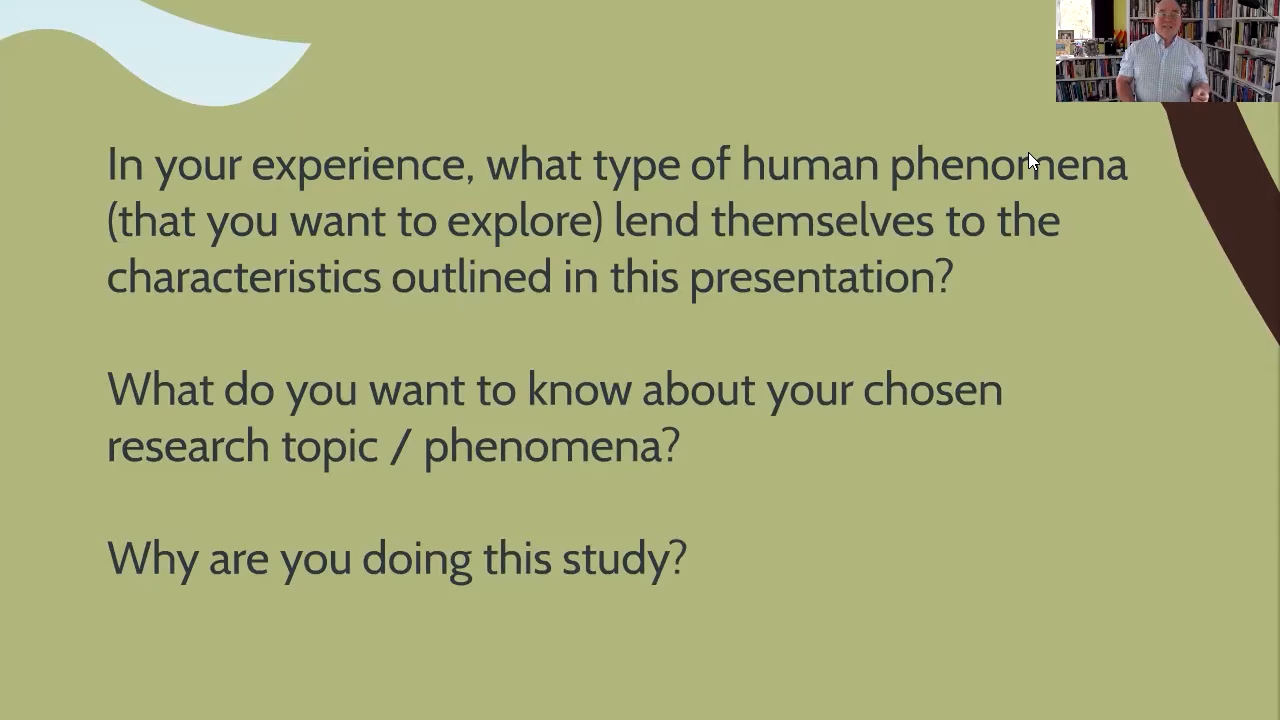 In your experience, what type of human phenomena
(that you want to explore) lend themselves to the
characteristics outlined in this presentation?
What do you want to know about your chosen
research topic / phenomena?
Why are you doing this study?